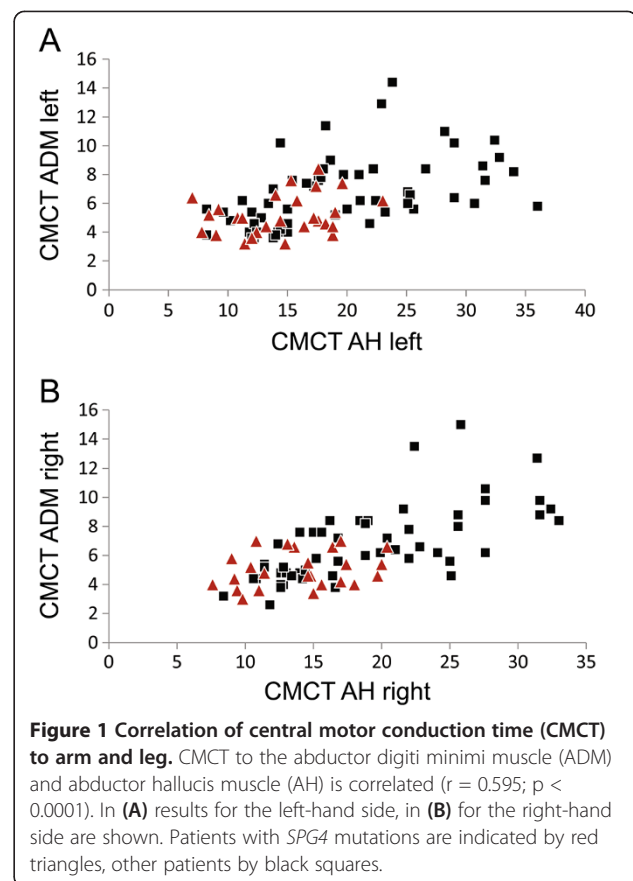 A
16
14
12
10
8
6
4
2
0
CMCT ADM left
0 5 10 15 20 25 30 35 40
CMCT AH left
B
16
14
12
10
8
6
4
2
0
CMCT ADM right
0 5 10 15 20 25 30 35
CMCT AH right
Figure 1 Correlation of central motor conduction time (CMCT)
to arm and leg. CMCT to the abductor digiti minimi muscle (ADM)
and abductor hallucis muscle (AH) is correlated (r = 0.595; p <
0.0001). In (A) results for the left-hand side, in (B) for the right-hand
side are shown. Patients with SPG4 mutations are indicated by red
triangles, other patients by black squares.